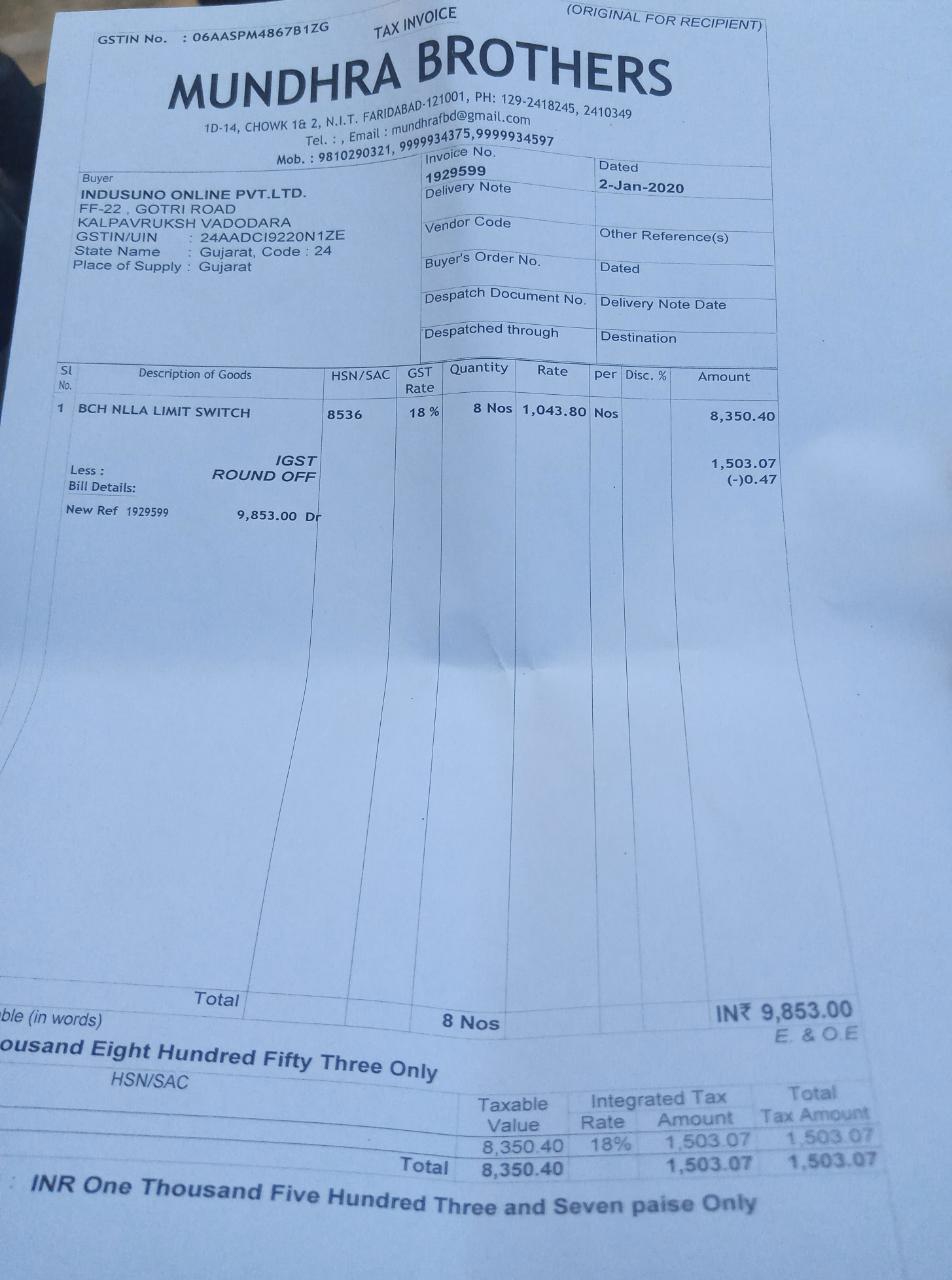 GSTIN No. : 06AASPM4867B1ZG
TAX INVOICE
(ORIGINAL FOR RECIPIENT)
MUNDHRA BROTHERS
1D-14, CHOWK 1& 2, N.I.T. FARIDABAD-121001, PH: 129-2418245, 2410349
Tel. : , Email : mundhrafbd@gmail.com
Mob. : 9810290321, 9999934375,9999934597
Buyer
INDUSUNO ONLINE PVT.LTD.
FF-22 , GOTRI ROAD
KALPAVRUKSH VADODARA
GSTIN/UIN : 24AADCI9220N1ZE
State Name : Gujarat, Code : 24
Place of Supply : Gujarat
Invoice No.
1929599
Dated
2-Jan-2020
Delivery Note
Vendor Code
Other Reference(s)
Buyer's Order No.
Dated
Despatch Document No.
Delivery Note Date
Despatched through
Destination
Sl No. Description of Goods HSN/SAC GST Rate Quantity Rate per Disc. % Amount
1 BCH NLLA LIMIT SWITCH 8536 18 % 8 Nos 1,043.80 Nos 8,350.40
IGST 1,503.07
Less : ROUND OFF (-)0.47
Bill Details:
New Ref 1929599 9,853.00 Dr
Total 8 Nos IN₹ 9,853.00
E. & O.E
ble (in words)
ousand Eight Hundred Fifty Three Only
HSN/SAC Taxable Value Integrated Tax Rate Amount Total Tax Amount
8,350.40 18% 1,503.07 1,503.07
Total 8,350.40 1,503.07 1,503.07
: INR One Thousand Five Hundred Three and Seven paise Only